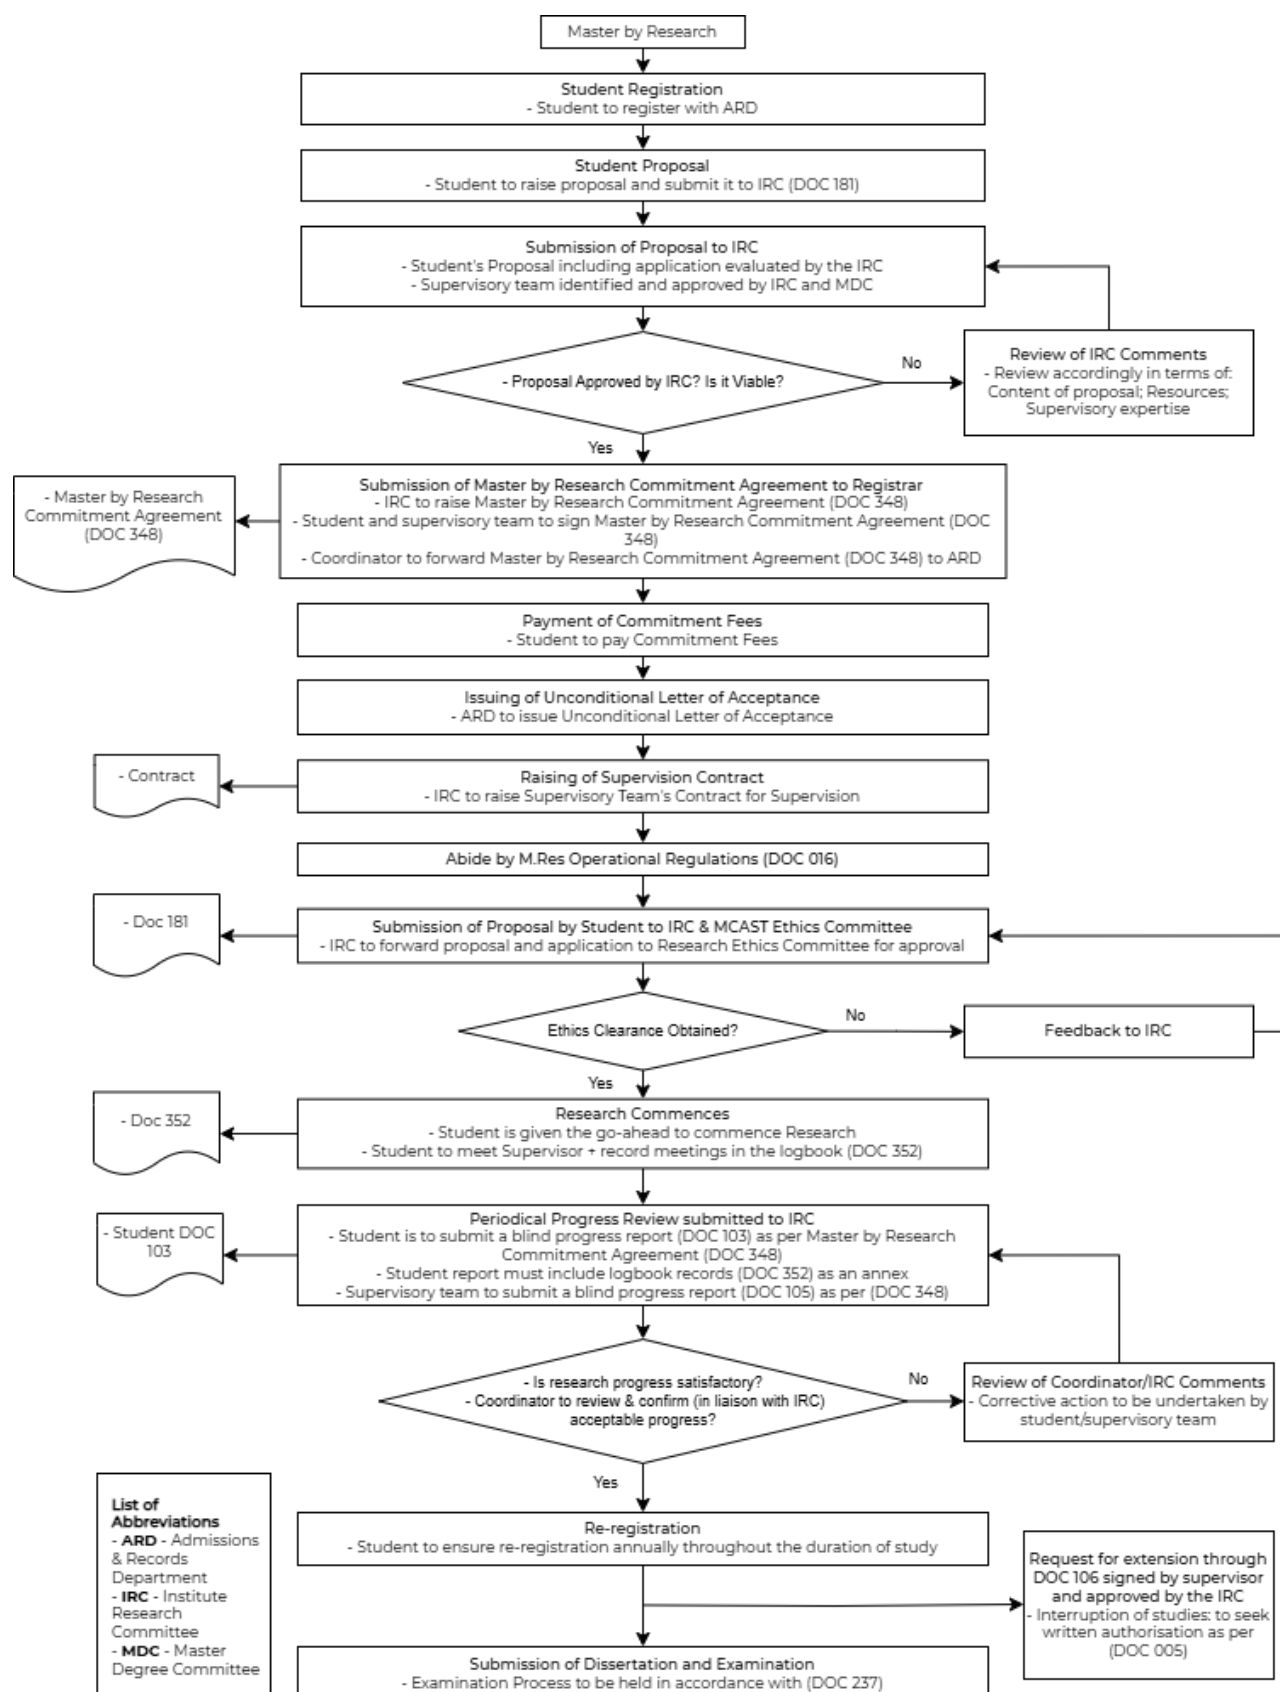 Master by Research
Student Registration
- Student to register with ARD
Student Proposal
- Student to raise proposal and submit it to IRC (DOC 181)
Submission of Proposal to IRC
- Student's Proposal including application evaluated by the IRC
- Supervisory team identified and approved by IRC and MDC
- Proposal Approved by IRC? Is it Viable?
No
Review of IRC Comments
- Review accordingly in terms of:
Content of proposal; Resources;
Supervisory expertise
Yes
- Master by Research
Commitment Agreement
(DOC 348)
Submission of Master by Research Commitment Agreement to Registrar
- IRC to raise Master by Research Commitment Agreement (DOC 348)
- Student and supervisory team to sign Master by Research Commitment Agreement (DOC
348)
- Coordinator to forward Master by Research Commitment Agreement (DOC 348) to ARD
Payment of Commitment Fees
- Student to pay Commitment Fees
Issuing of Unconditional Letter of Acceptance
- ARD to issue Unconditional Letter of Acceptance
- Contract
Raising of Supervision Contract
- IRC to raise Supervisory Team's Contract for Supervision
Abide by M.Res Operational Regulations (DOC 016)
- Doc 181
Submission of Proposal by Student to IRC & MCAST Ethics Committee
- IRC to forward proposal and application to Research Ethics Committee for approval
Ethics Clearance Obtained?
No
Feedback to IRC
Yes
- Doc 352
Research Commences
- Student is given the go-ahead to commence Research
- Student to meet Supervisor + record meetings in the logbook (DOC 352)
- Student DOC
103
Periodical Progress Review submitted to IRC
- Student is to submit a blind progress report (DOC 103) as per Master by Research
Commitment Agreement (DOC 348)
- Student report must include logbook records (DOC 352) as an annex
- Supervisory team to submit a blind progress report (DOC 105) as per (DOC 348)
- Is research progress satisfactory?
- Coordinator to review & confirm (in liaison with IRC)
acceptable progress?
No
Review of Coordinator/IRC Comments
- Corrective action to be undertaken by
student/supervisory team
Yes
List of
Abbreviations
- ARD - Admissions
& Records
Department
- IRC - Institute
Research
Committee
- MDC - Master
Degree Committee
Re-registration
- Student to ensure re-registration annually throughout the duration of study
Request for extension through
DOC 106 signed by supervisor
and approved by the IRC
- Interruption of studies: to seek
written authorisation as per
(DOC 005)
Submission of Dissertation and Examination
- Examination Process to be held in accordance with (DOC 237)